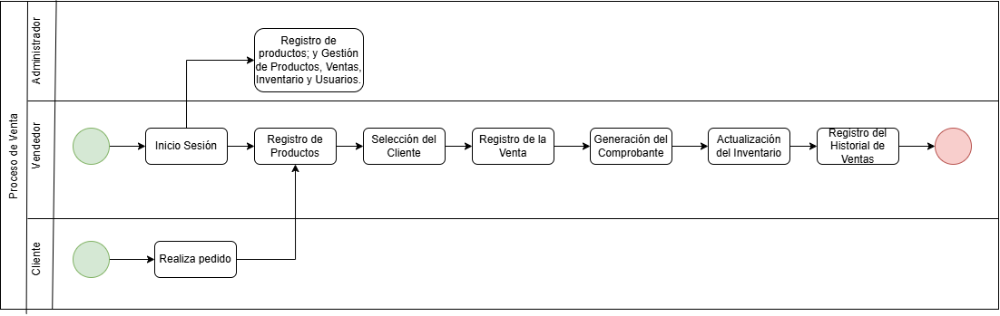 Proceso de Venta
Administrador
Registro de
productos; y Gestión
de Productos, Ventas,
Inventario y Usuarios.
Vendedor
Inicio Sesión
Registro de
Productos
Selección del
Cliente
Registro de la
Venta
Generación del
Comprobante
Actualización
del Inventario
Registro del
Historial de
Ventas
Cliente
Realiza pedido